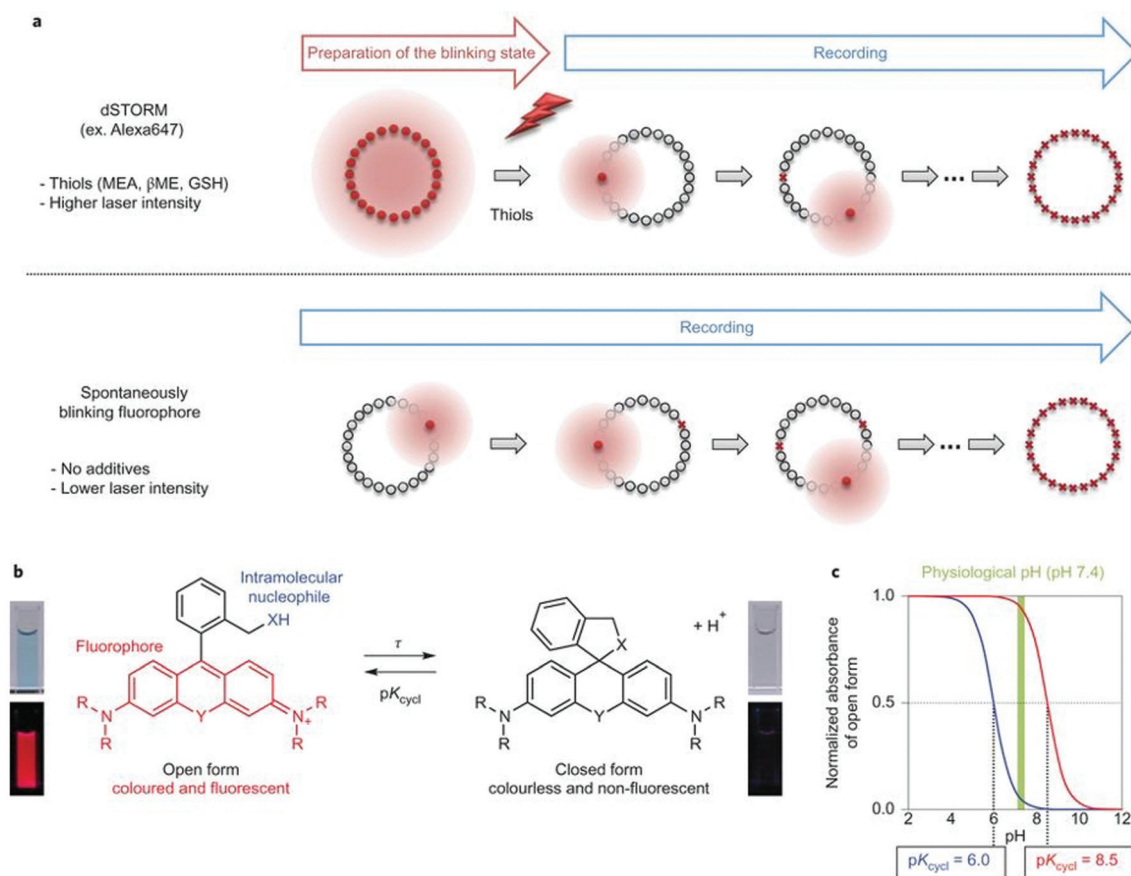 a
Preparation of the blinking state
Recording
dSTORM
(ex. Alexa647)
- Thiols (MEA, βME, GSH)
- Higher laser intensity
Thiols
...
Recording
Spontaneously
blinking fluorophore
- No additives
- Lower laser intensity
...
b
Intramolecular
nucleophile
XH
Fluorophore
R
N
R
Y
R
N+
R
Open form
coloured and fluorescent
τ
pKcycl
X
+ H+
R
N
R
Y
R
N
R
Closed form
colourless and non-fluorescent
c
Physiological pH (pH 7.4)
Normalized absorbance
of open form
1.0
0.5
0.0
2 4 6 8 10 12
pH
pKcycl = 6.0
pKcycl = 8.5